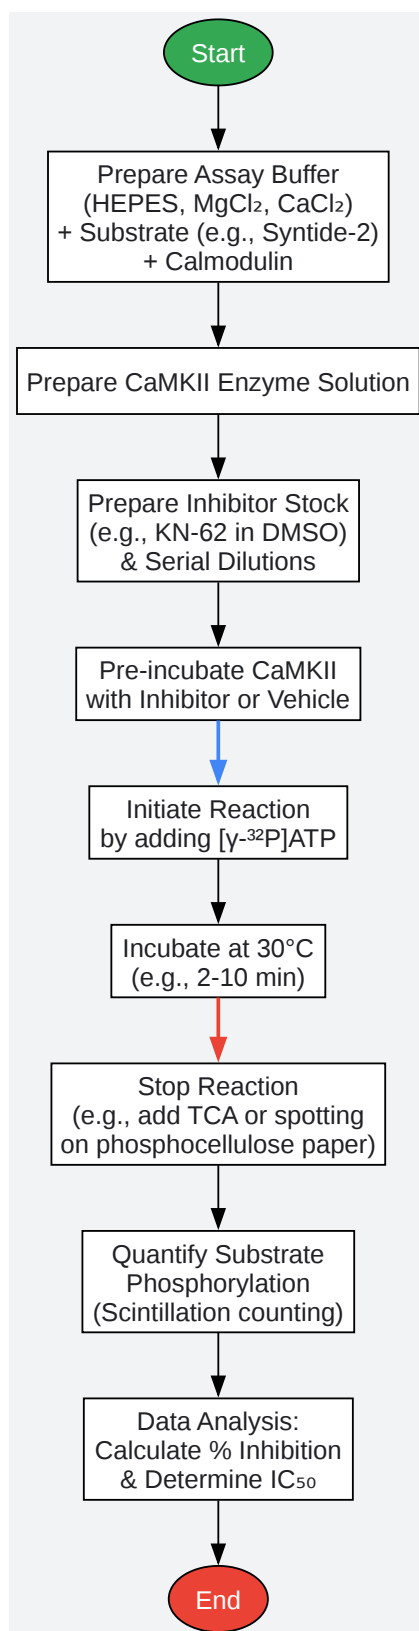 Start
Prepare Assay Buffer
(HEPES, MgCl₂, CaCl₂)
+ Substrate (e.g., Syntide-2)
+ Calmodulin
Prepare CaMKII Enzyme Solution
Prepare Inhibitor Stock
(e.g., KN-62 in DMSO)
& Serial Dilutions
Pre-incubate CaMKII
with Inhibitor or Vehicle
Initiate Reaction
by adding [γ-³²P]ATP
Incubate at 30°C
(e.g., 2-10 min)
Stop Reaction
(e.g., add TCA or spotting
on phosphocellulose paper)
Quantify Substrate
Phosphorylation
(Scintillation counting)
Data Analysis:
Calculate % Inhibition
& Determine IC₅₀
End